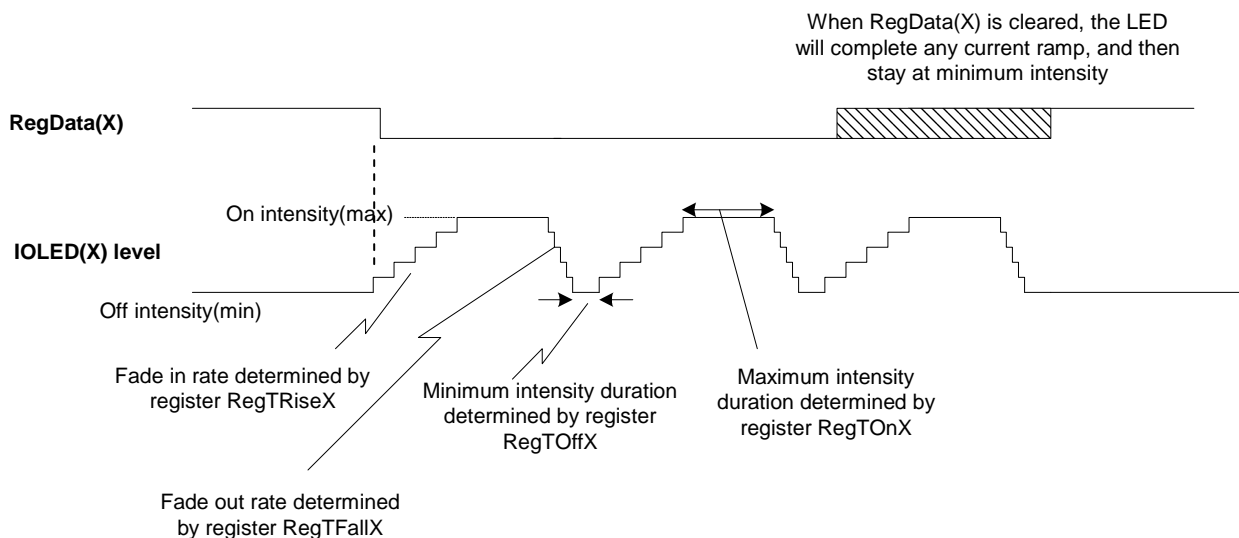 When RegData(X) is cleared, the LED
will complete any current ramp, and then
stay at minimum intensity
RegData(X)
On intensity(max)
IOLED(X) level
Off intensity(min)
Fade in rate determined by
register RegTRiseX
Minimum intensity duration
determined by register
RegTOffX
Maximum intensity
duration determined by
register RegTOnX
Fade out rate determined
by register RegTFallX